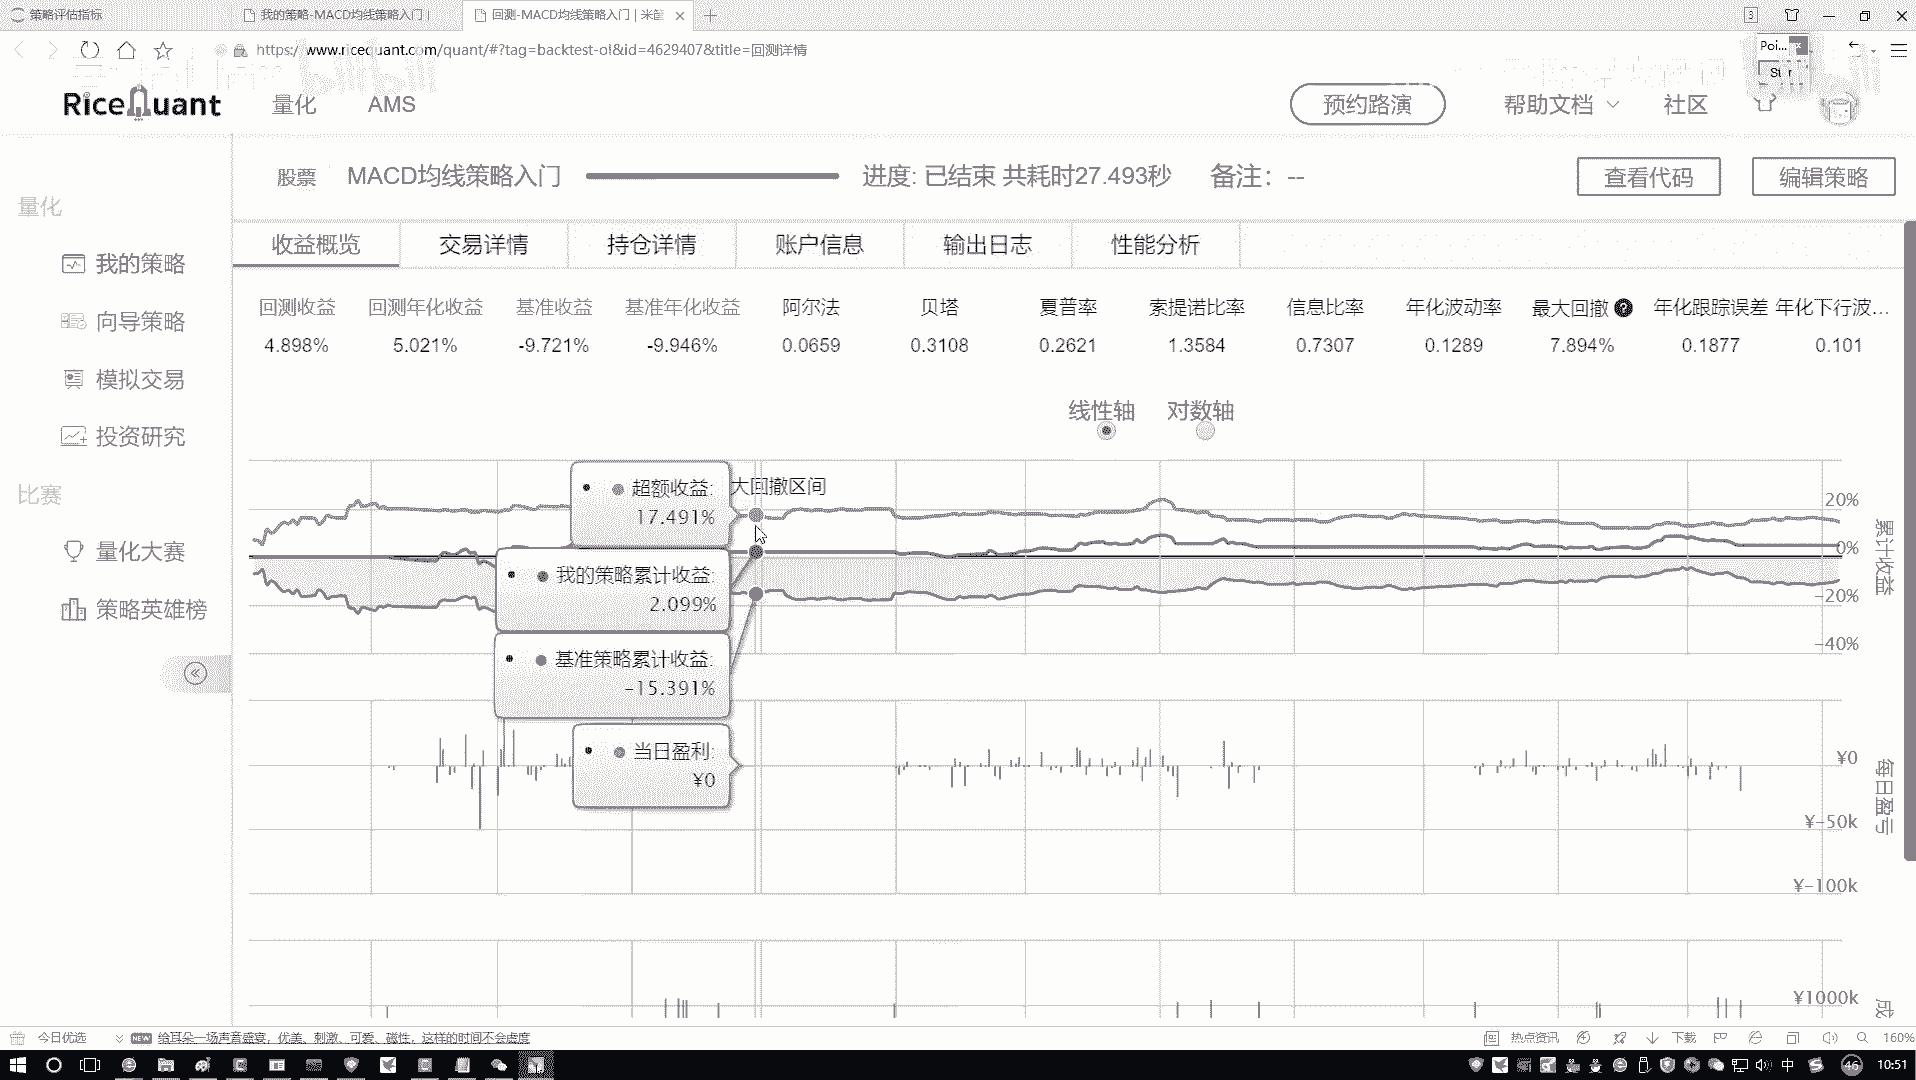 策略评估指标
我的策略-MACD均线策略入门 |
回测-MACD均线策略入门 | 米筐
3
https://www.ricequant.com/quant/#?tag=backtest-ol&id=4629407&title=回测详情
Poi...
bilibili
RiceQuant
量化
AMS
预约路演
帮助文档
社区
股票
MACD均线策略入门
进度: 已结束 共耗时27.493秒
备注: --
查看代码
编辑策略
量化
我的策略
向导策略
模拟交易
投资研究
比赛
量化大赛
策略英雄榜
收益概览
交易详情
持仓详情
账户信息
输出日志
性能分析
回测收益 回测年化收益 基准收益 基准年化收益 阿尔法 贝塔 夏普率 索提诺比率 信息比率 年化波动率 最大回撤 年化跟踪误差 年化下行波...
4.898% 5.021% -9.721% -9.946% 0.0659 0.3108 0.2621 1.3584 0.7307 0.1289 7.894% 0.1877 0.101
线性轴 对数轴
超额收益:
17.491%
大回撤区间
我的策略累计收益:
2.099%
基准策略累计收益:
-15.391%
当日盈利:
¥0
20%
0%
-20%
-40%
累计收益
¥0
¥-50k
¥-100k
每日盈亏
¥1000k
成
今日优选
NEW
给耳朵一场声音盛宴，优美、刺激、可爱、磁性，这样的时间不会虚度
热点资讯
下载
160%
中
46
10:51